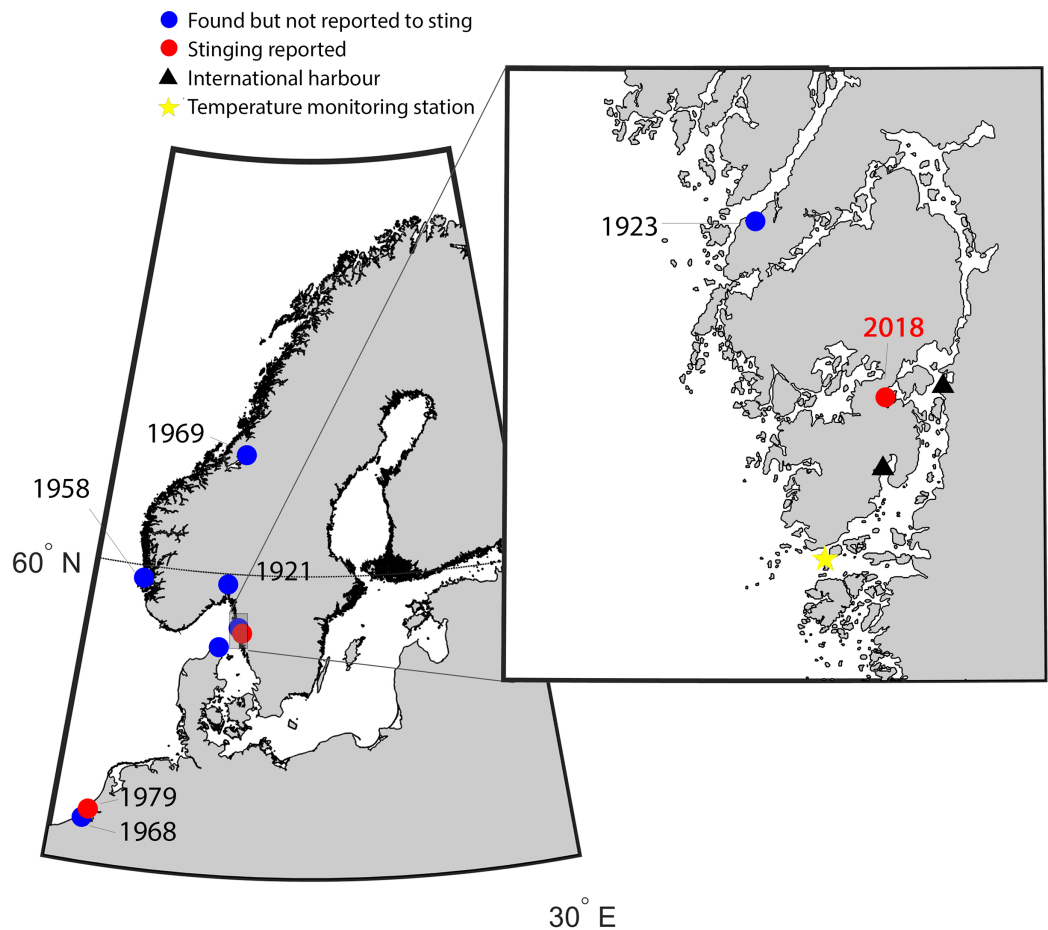 Found but not reported to sting
Stinging reported
International harbour
Temperature monitoring station
1923
2018
1969
1958
60° N
1921
1979
1968
30° E